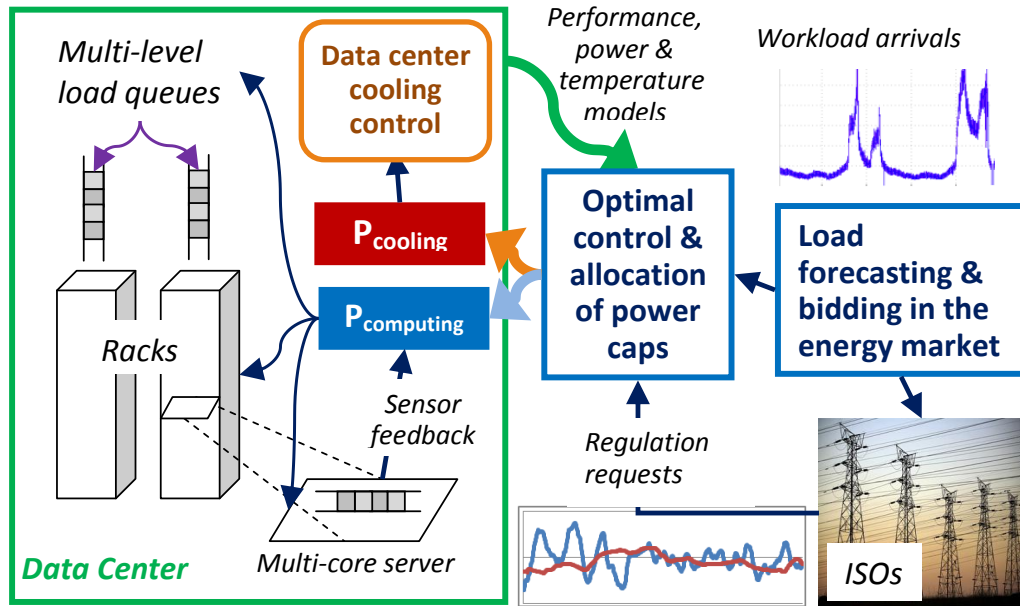 Multi-level
load queues
Data center
cooling
control
Performance,
power &
temperature
models
Workload arrivals
P cooling
P computing
Optimal
control &
allocation
of power
caps
Load
forecasting &
bidding in the
energy market
Racks
Sensor
feedback
Regulation
requests
Multi-core server
Data Center
ISOs